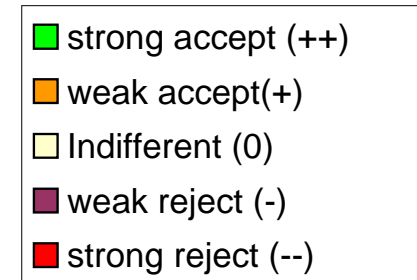 strong accept (++)
weak accept(+)
Indifferent (0)
weak reject (-)
strong reject (--)